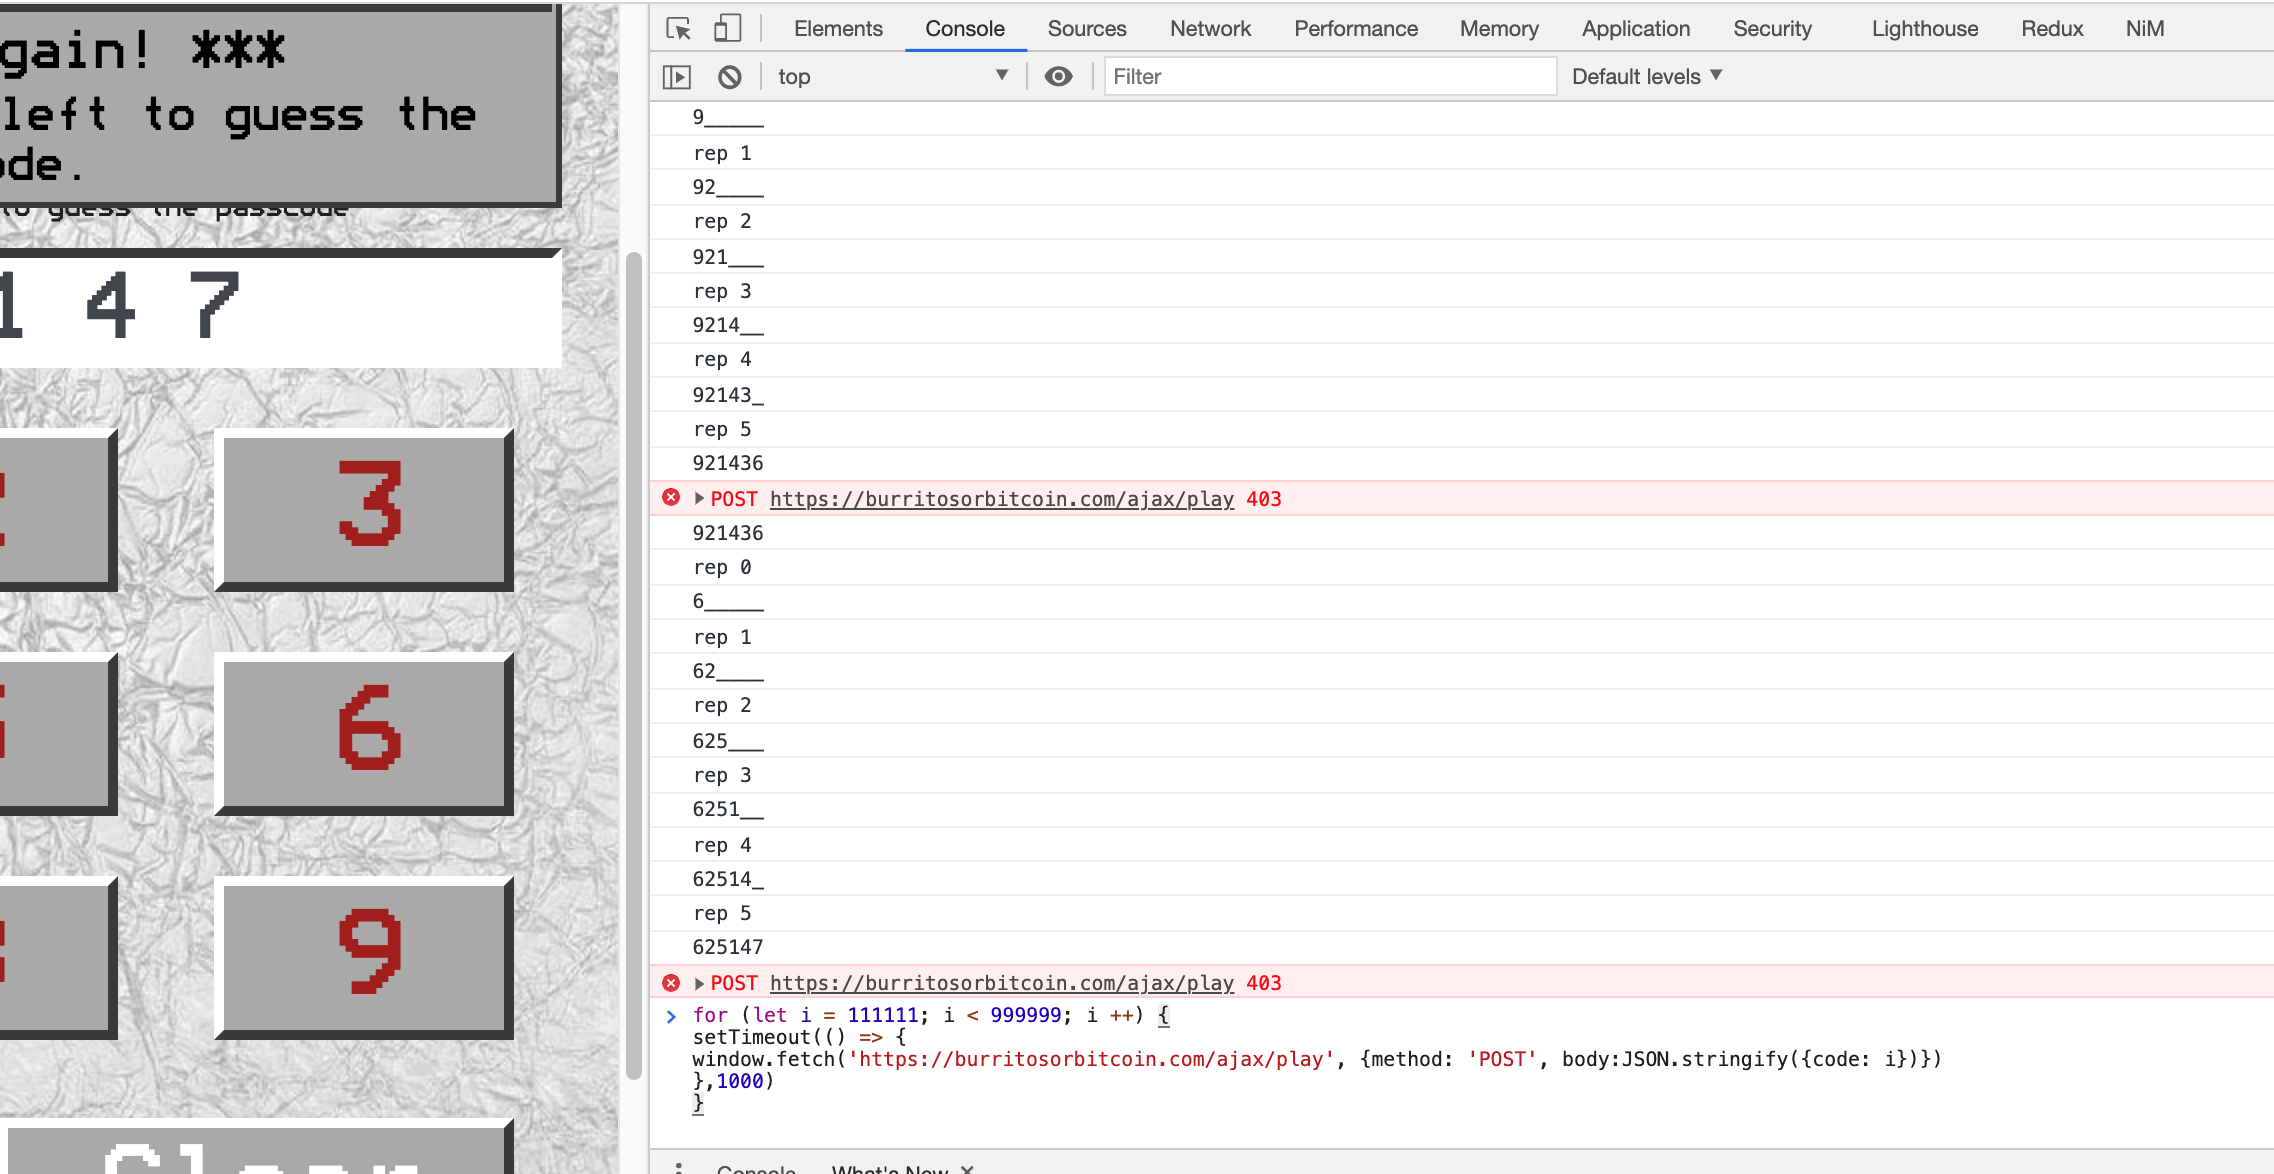 gain! ***
left to guess the
ode.
to guess the passcode
1 4 7
3
6
9
Clear
Elements Console Sources Network Performance Memory Application Security Lighthouse Redux NiM
top Filter Default levels
9_____
rep 1
92____
rep 2
921___
rep 3
9214__
rep 4
92143_
rep 5
921436
POST https://burritosorbitcoin.com/ajax/play 403
921436
rep 0
6_____
rep 1
62____
rep 2
625___
rep 3
6251__
rep 4
62514_
rep 5
625147
POST https://burritosorbitcoin.com/ajax/play 403
for (let i = 111111; i < 999999; i ++) {
setTimeout(() => {
window.fetch('https://burritosorbitcoin.com/ajax/play', {method: 'POST', body:JSON.stringify({code: i})})
},1000)
}
Console What's New ×